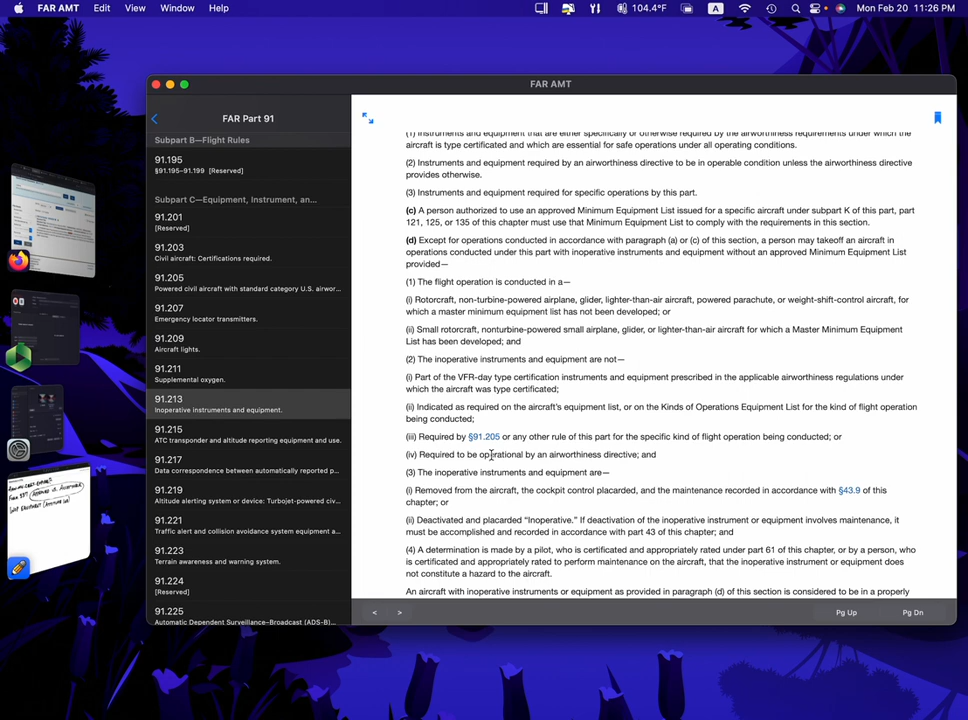 FAR AMT Edit View Window Help 104.4°F A Mon Feb 20 11:26 PM
FAR AMT
FAR Part 91
Subpart B—Flight Rules
91.195
§91.195-91.199 [Reserved]
Subpart C—Equipment, Instrument, an...
91.201
[Reserved]
91.203
Civil aircraft: Certifications required.
91.205
Powered civil aircraft with standard category U.S. airwor...
91.207
Emergency locator transmitters.
91.209
Aircraft lights.
91.211
Supplemental oxygen.
91.213
Inoperative instruments and equipment.
91.215
ATC transponder and altitude reporting equipment and use.
91.217
Data correspondence between automatically reported p...
91.219
Altitude alerting system or device: Turbojet-powered civ...
91.221
Traffic alert and collision avoidance system equipment a...
91.223
Terrain awareness and warning system.
91.224
[Reserved]
91.225
Automatic Dependent Surveillance-Broadcast (ADS-B)...
(1) Instruments and equipment that are either specifically or otherwise required by the airworthiness requirements under which the
aircraft is type certificated and which are essential for safe operations under all operating conditions.
(2) Instruments and equipment required by an airworthiness directive to be in operable condition unless the airworthiness directive
provides otherwise.
(3) Instruments and equipment required for specific operations by this part.
(c) A person authorized to use an approved Minimum Equipment List issued for a specific aircraft under subpart K of this part, part
121, 125, or 135 of this chapter must use that Minimum Equipment List to comply with the requirements in this section.
(d) Except for operations conducted in accordance with paragraph (a) or (c) of this section, a person may takeoff an aircraft in
operations conducted under this part with inoperative instruments and equipment without an approved Minimum Equipment List
provided—
(1) The flight operation is conducted in a—
(i) Rotorcraft, non-turbine-powered airplane, glider, lighter-than-air aircraft, powered parachute, or weight-shift-control aircraft, for
which a master minimum equipment list has not been developed; or
(ii) Small rotorcraft, nonturbine-powered small airplane, glider, or lighter-than-air aircraft for which a Master Minimum Equipment
List has been developed; and
(2) The inoperative instruments and equipment are not—
(i) Part of the VFR-day type certification instruments and equipment prescribed in the applicable airworthiness regulations under
which the aircraft was type certificated;
(ii) Indicated as required on the aircraft's equipment list, or on the Kinds of Operations Equipment List for the kind of flight operation
being conducted;
(iii) Required by §91.205 or any other rule of this part for the specific kind of flight operation being conducted; or
(iv) Required to be operational by an airworthiness directive; and
(3) The inoperative instruments and equipment are—
(i) Removed from the aircraft, the cockpit control placarded, and the maintenance recorded in accordance with §43.9 of this
chapter; or
(ii) Deactivated and placarded “Inoperative.” If deactivation of the inoperative instrument or equipment involves maintenance, it
must be accomplished and recorded in accordance with part 43 of this chapter; and
(4) A determination is made by a pilot, who is certificated and appropriately rated under part 61 of this chapter, or by a person, who
is certificated and appropriately rated to perform maintenance on the aircraft, that the inoperative instrument or equipment does
not constitute a hazard to the aircraft.
An aircraft with inoperative instruments or equipment as provided in paragraph (d) of this section is considered to be in a properly
< > Pg Up Pg Dn